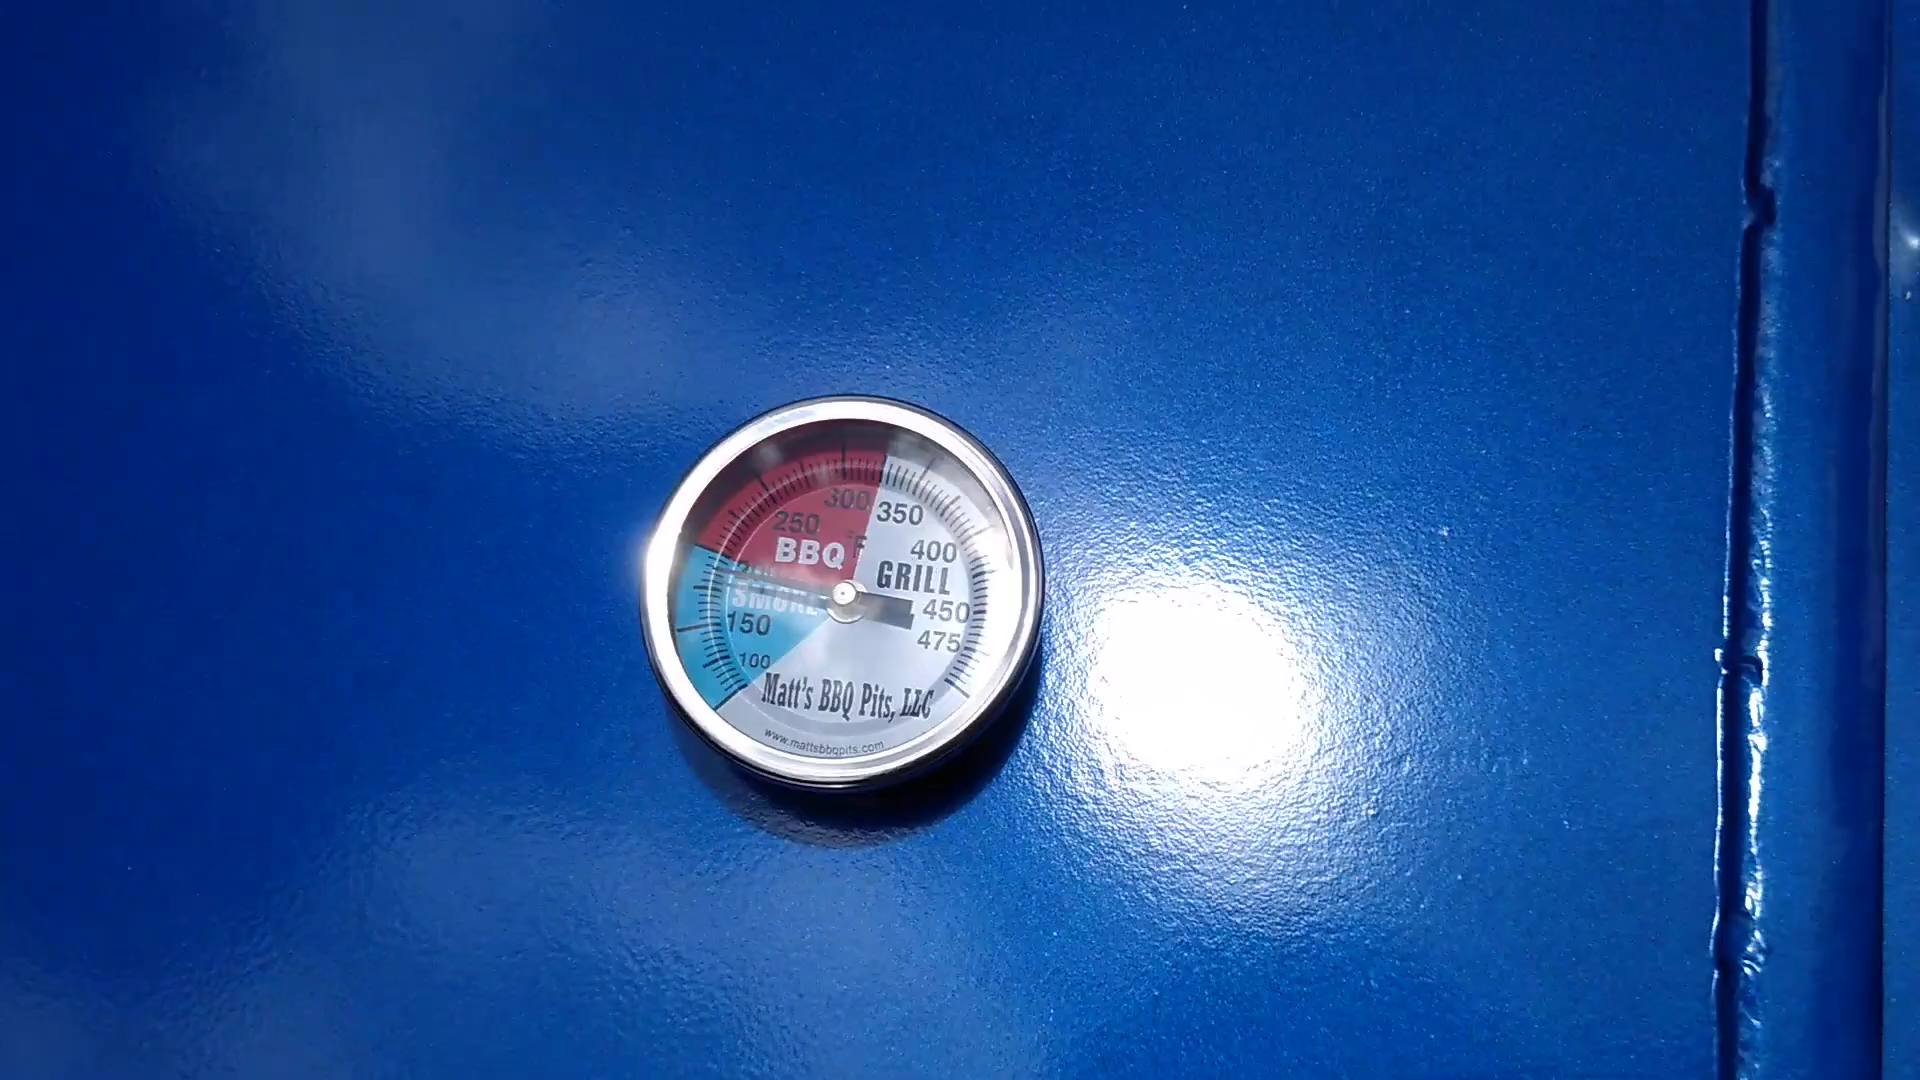 300 350
250
°F
BBQ
400
GRILL
SMOKE
450
150
475
100
Matt's BBQ Pits, LLC
www.mattsbbqpits.com